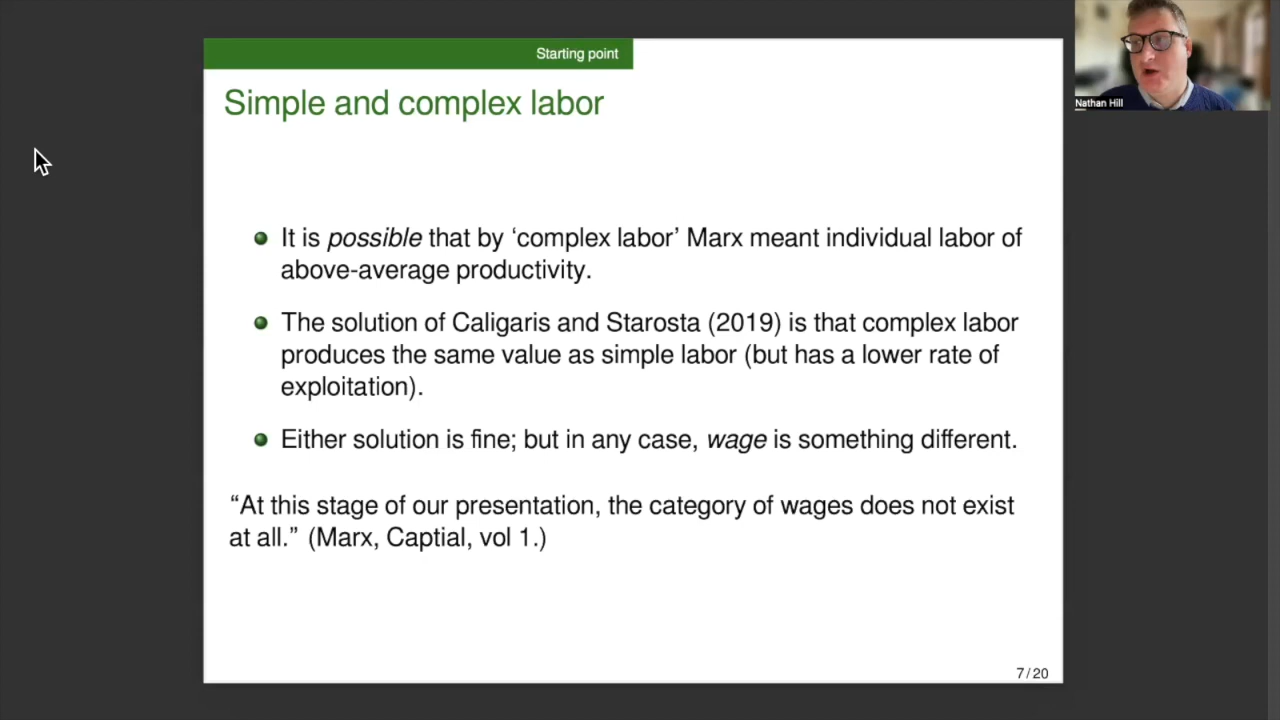 Starting point
Simple and complex labor
It is possible that by ‘complex labor’ Marx meant individual labor of
above-average productivity.
The solution of Caligaris and Starosta (2019) is that complex labor
produces the same value as simple labor (but has a lower rate of
exploitation).
Either solution is fine; but in any case, wage is something different.
“At this stage of our presentation, the category of wages does not exist
at all.” (Marx, Captial, vol 1.)
7/20
Nathan Hill